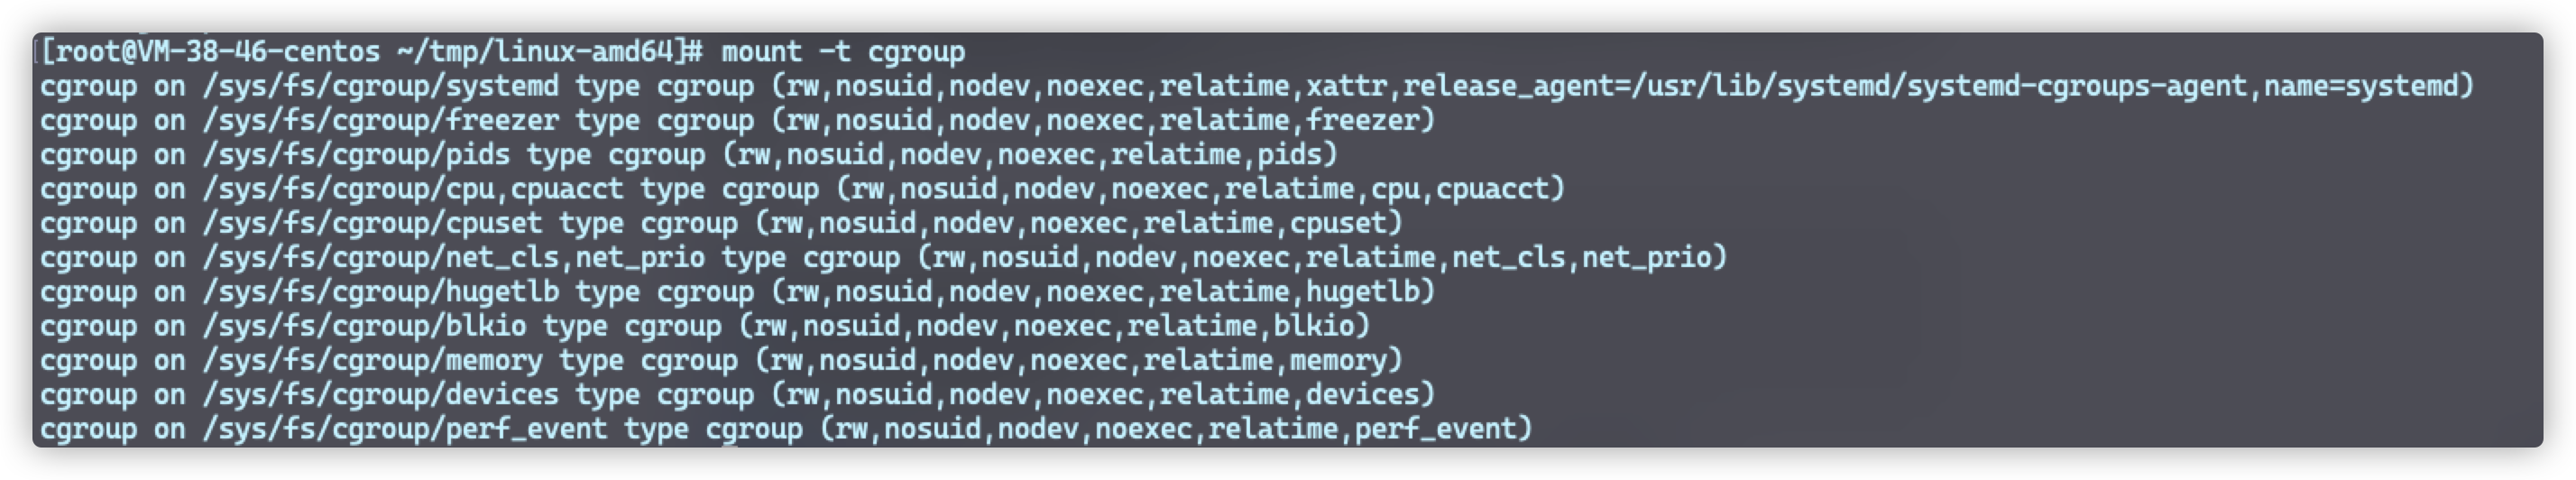 [root@VM-38-46-centos ~/tmp/linux-amd64]# mount -t cgroup
cgroup on /sys/fs/cgroup/systemd type cgroup (rw,nosuid,nodev,noexec,relatime,xattr,release_agent=/usr/lib/systemd/systemd-cgroups-agent,name=systemd)
cgroup on /sys/fs/cgroup/freezer type cgroup (rw,nosuid,nodev,noexec,relatime,freezer)
cgroup on /sys/fs/cgroup/pids type cgroup (rw,nosuid,nodev,noexec,relatime,pids)
cgroup on /sys/fs/cgroup/cpu,cpuacct type cgroup (rw,nosuid,nodev,noexec,relatime,cpu,cpuacct)
cgroup on /sys/fs/cgroup/cpuset type cgroup (rw,nosuid,nodev,noexec,relatime,cpuset)
cgroup on /sys/fs/cgroup/net_cls,net_prio type cgroup (rw,nosuid,nodev,noexec,relatime,net_cls,net_prio)
cgroup on /sys/fs/cgroup/hugetlb type cgroup (rw,nosuid,nodev,noexec,relatime,hugetlb)
cgroup on /sys/fs/cgroup/blkio type cgroup (rw,nosuid,nodev,noexec,relatime,blkio)
cgroup on /sys/fs/cgroup/memory type cgroup (rw,nosuid,nodev,noexec,relatime,memory)
cgroup on /sys/fs/cgroup/devices type cgroup (rw,nosuid,nodev,noexec,relatime,devices)
cgroup on /sys/fs/cgroup/perf_event type cgroup (rw,nosuid,nodev,noexec,relatime,perf_event)